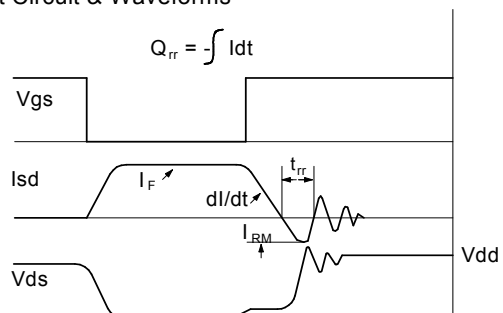 t Circuit & Waveforms
Qrr = -∫ Idt
Vgs
trr
Isd
IF
dI/dt
IRM
Vdd
Vds